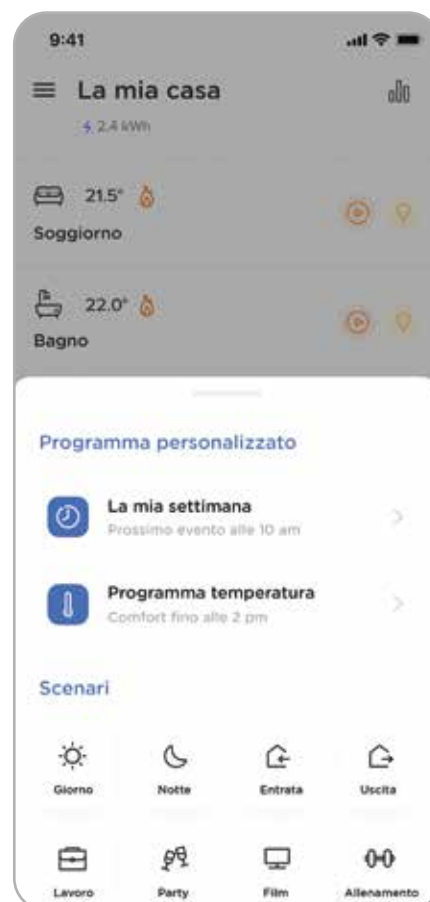 9:41
La mia casa
2.4 kWh
21.5°
Soggiorno
22.0°
Bagno
Programma personalizzato
La mia settimana
Prossimo evento alle 10 am
Programma temperatura
Comfort fino alle 2 pm
Scenari
Giorno Notte Entrata Uscita
Lavoro Party Film Allenamento